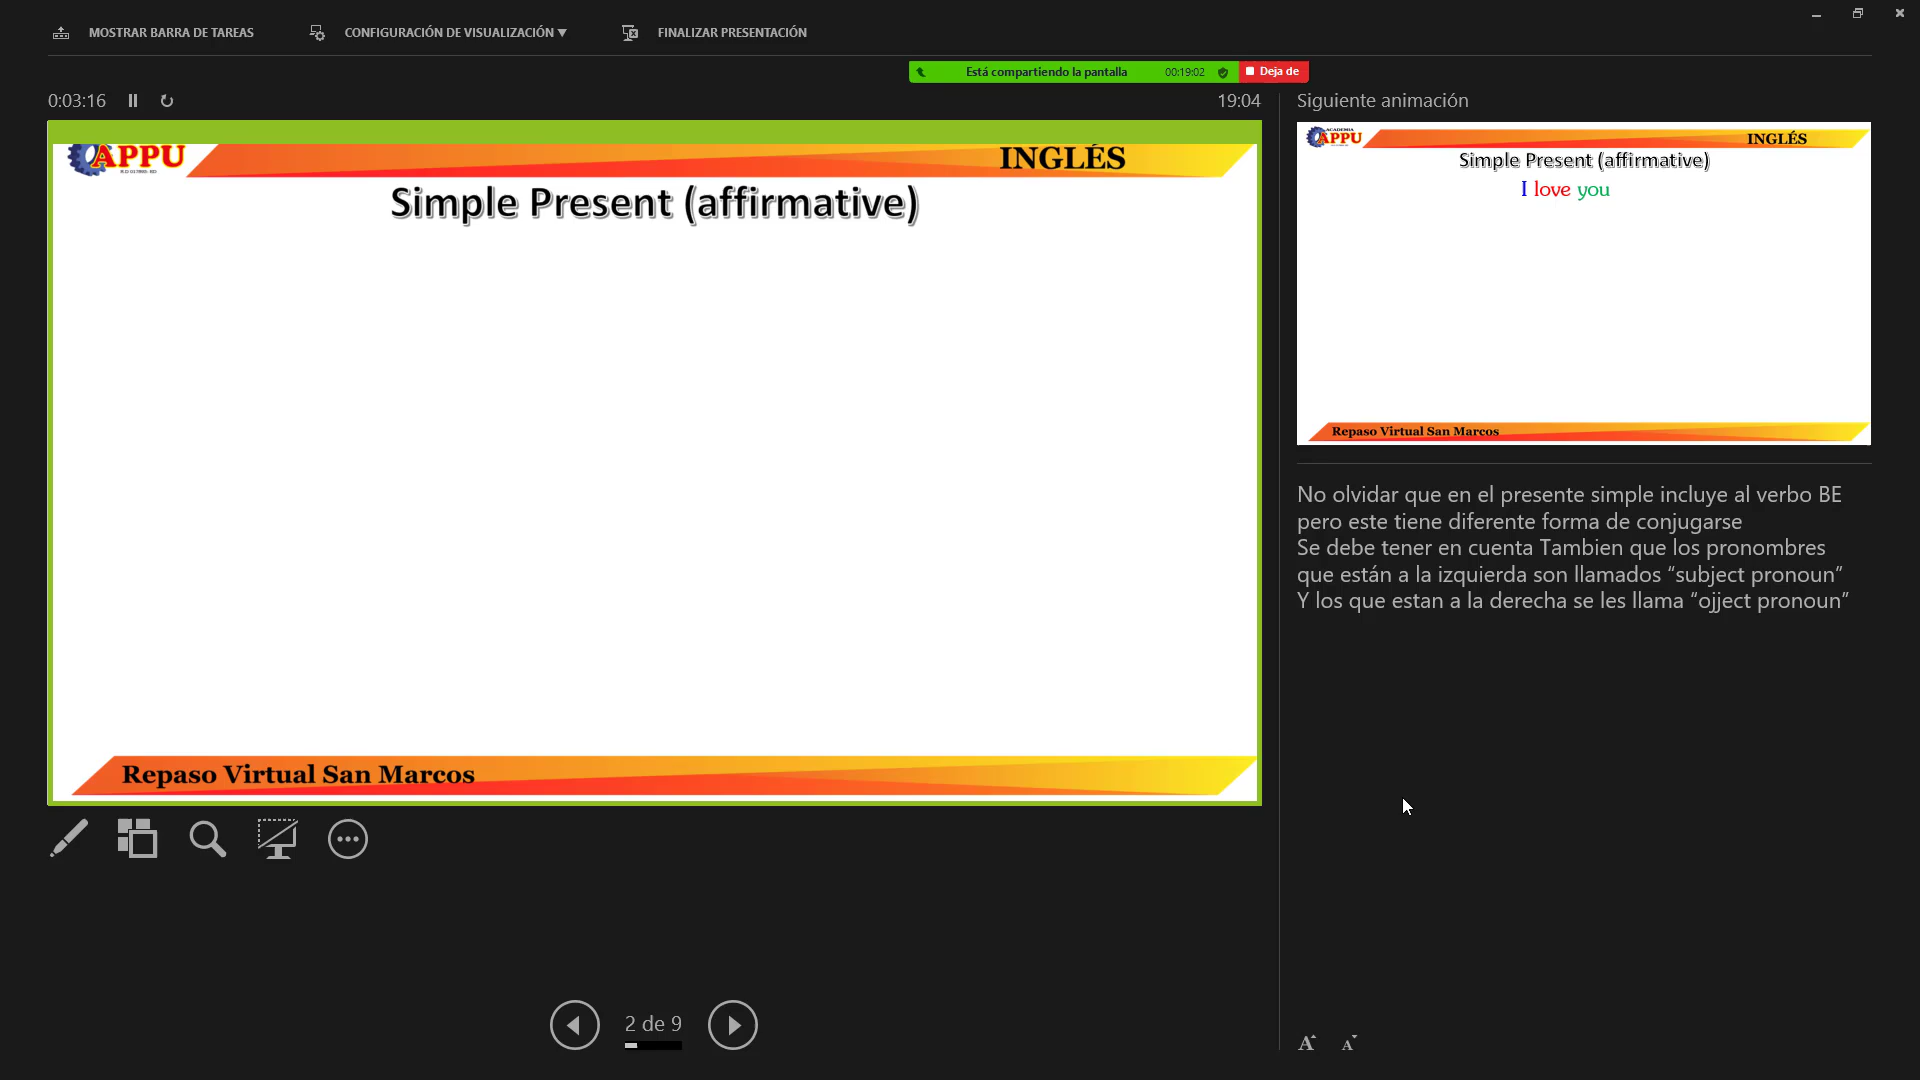 MOSTRAR BARRA DE TAREAS
CONFIGURACIÓN DE VISUALIZACIÓN ▼
FINALIZAR PRESENTACIÓN
Está compartiendo la pantalla
00:19:02
Deja de
0:03:16
19:04
Siguiente animación
APPU
INGLÉS
Simple Present (affirmative)
Repaso Virtual San Marcos
ACADEMIA
APPU
INGLÉS
Simple Present (affirmative)
I love you
Repaso Virtual San Marcos
No olvidar que en el presente simple incluye al verbo BE
pero este tiene diferente forma de conjugarse
Se debe tener en cuenta Tambien que los pronombres
que están a la izquierda son llamados “subject pronoun”
Y los que estan a la derecha se les llama “ojject pronoun”
2 de 9
A A